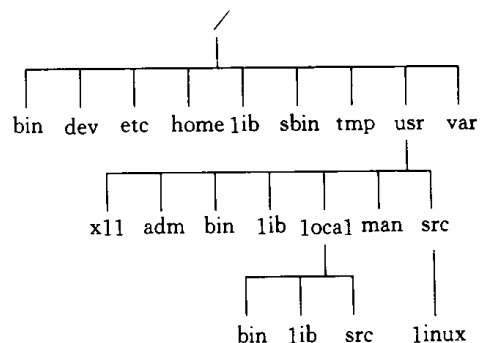 /
bin dev etc home lib sbin tmp usr var
x11 adm bin lib local man src
bin lib src linux